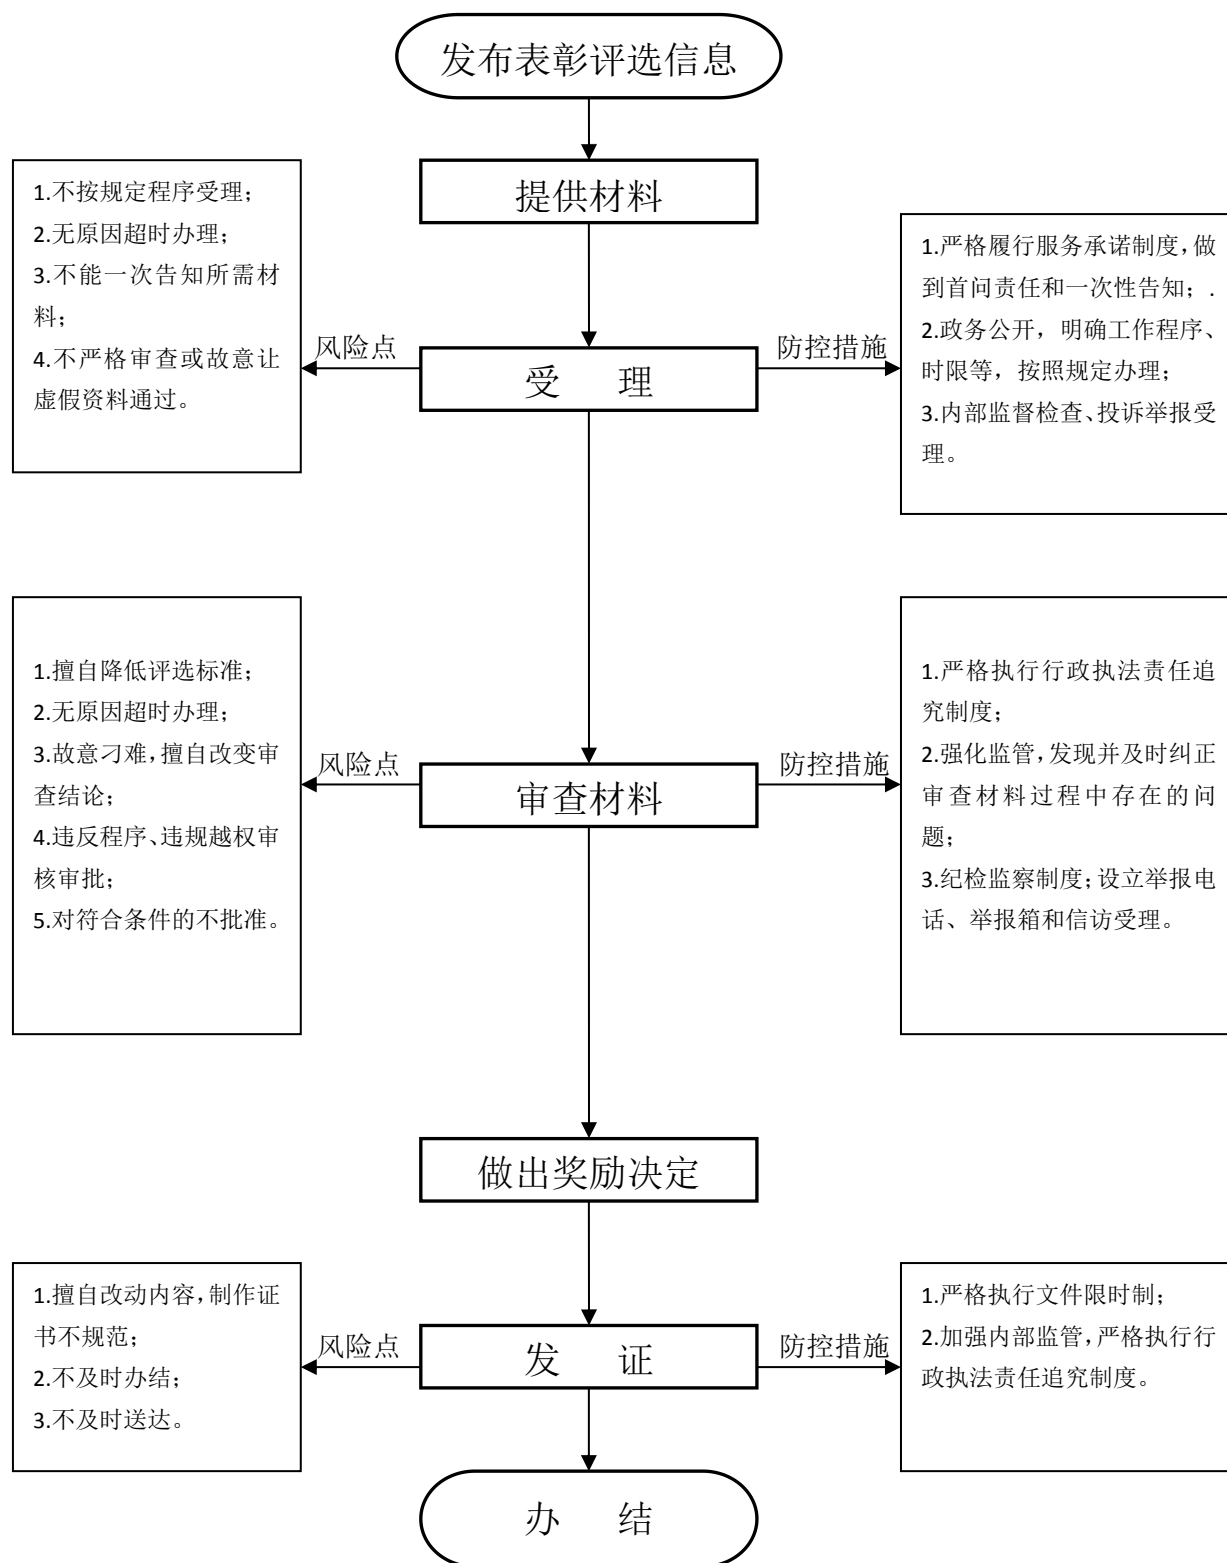 发布表彰评选信息
提供材料
1.不按规定程序受理;
2.无原因超时办理;
3.不能一次告知所需材
料;
4.不严格审查或故意让
虚假资料通过。
风险点
受 理
防控措施
1.严格履行服务承诺制度,做
到首问责任和一次性告知; .
2.政务公开, 明确工作程序、
时限等, 按照规定办理;
3.内部监督检查、投诉举报受
理。
1.擅自降低评选标准;
2.无原因超时办理;
3.故意刁难,擅自改变审
查结论;
4.违反程序、违规越权审
核审批;
5.对符合条件的不批准。
风险点
审查材料
防控措施
1.严格执行行政执法责任追
究制度;
2.强化监管,发现并及时纠正
审查材料过程中存在的问
题;
3.纪检监察制度;设立举报电
话、举报箱和信访受理。
做出奖励决定
1.擅自改动内容,制作证
书不规范;
2.不及时办结;
3.不及时送达。
风险点
发 证
防控措施
1.严格执行文件限时制;
2.加强内部监管,严格执行行
政执法责任追究制度。
办 结